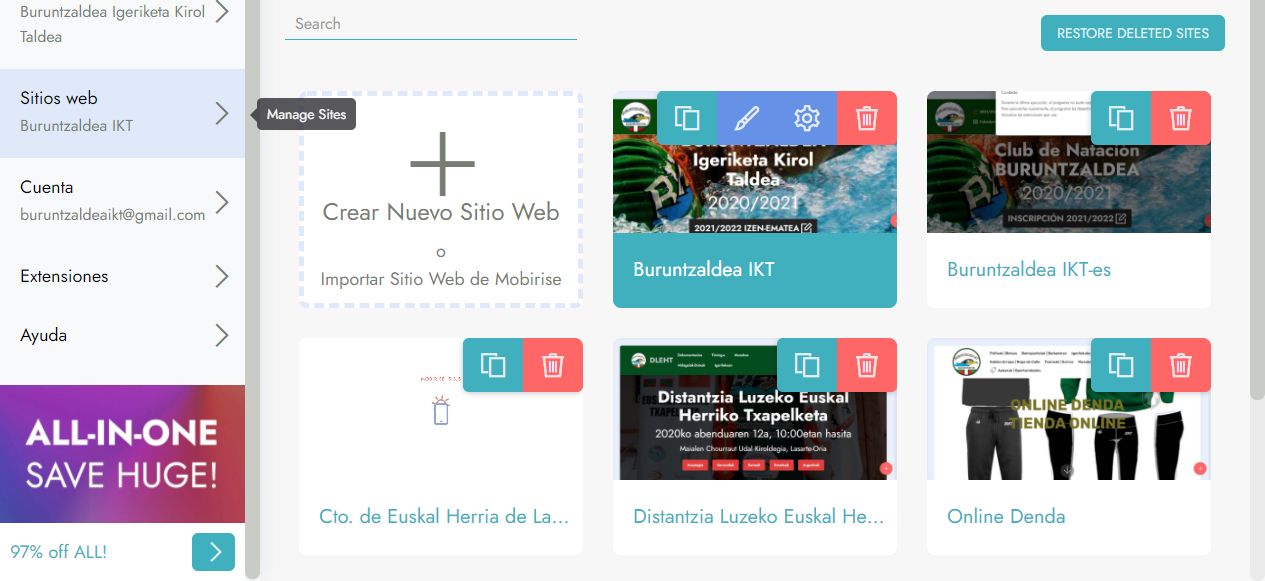 Buruntzaldea Igeriketa Kirol
Taldea
Sitios web
Buruntzaldea IKT
Cuenta
buruntzaldeaikt@gmail.com
Extensiones
Ayuda
ALL-IN-ONE
SAVE HUGE!
97% off ALL!
Search
RESTORE DELETED SITES
Manage Sites
Crear Nuevo Sitio Web
o
Importar Sitio Web de Mobirise
Igeriketa Kirol
Taldea
2020/2021
2021/2022 IZEN-EMATEA
Buruntzaldea IKT
Club de Natación
BURUNTZALDEA
2020/2021
INSCRIPCIÓN 2021/2022
Buruntzaldea IKT-es
Cto. de Euskal Herria de La...
DLEHT
Distantzia Luzeko Euskal
Herriko Txapelketa
2020ko abenduaren 12a, 10:00etan hasita
Maialen Chourraut Udal Kiroldegia, Lasarte-Oria
Distantzia Luzeko Euskal He...
ONLINE DENDA
TIENDA ONLINE
Online Denda